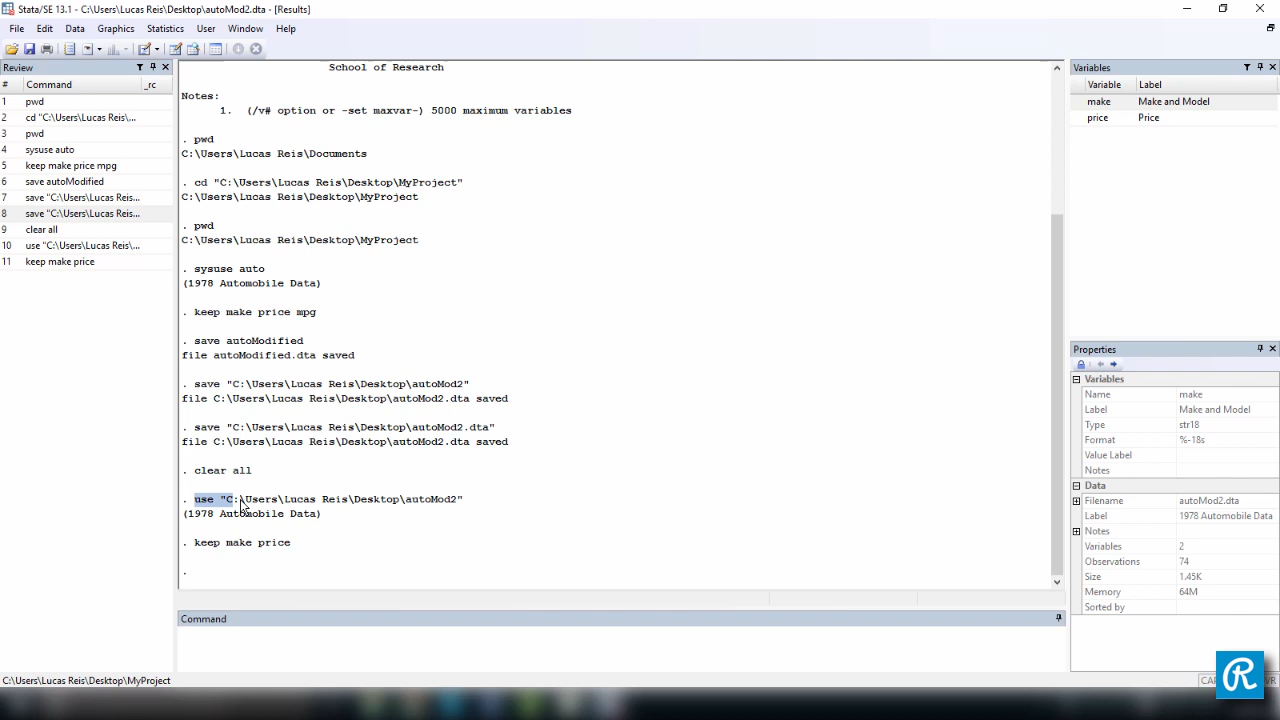 Stata/SE 13.1 - C:\Users\Lucas Reis\Desktop\autoMod2.dta - [Results]
File Edit Data Graphics Statistics User Window Help
Review
# Command _rc
1 pwd
2 cd "C:\Users\Lucas Reis\Desktop\...
3 pwd
4 sysuse auto
5 keep make price mpg
6 save autoModified
7 save "C:\Users\Lucas Reis...
8 save "C:\Users\Lucas Reis...
9 clear all
10 use "C:\Users\Lucas Reis\...
11 keep make price
School of Research
Notes:
1. (/v# option or -set maxvar-) 5000 maximum variables
. pwd
C:\Users\Lucas Reis\Documents
. cd "C:\Users\Lucas Reis\Desktop\MyProject"
C:\Users\Lucas Reis\Desktop\MyProject
. pwd
C:\Users\Lucas Reis\Desktop\MyProject
. sysuse auto
(1978 Automobile Data)
. keep make price mpg
. save autoModified
file autoModified.dta saved
. save "C:\Users\Lucas Reis\Desktop\autoMod2"
file C:\Users\Lucas Reis\Desktop\autoMod2.dta saved
. save "C:\Users\Lucas Reis\Desktop\autoMod2.dta"
file C:\Users\Lucas Reis\Desktop\autoMod2.dta saved
. clear all
. use "C:\Users\Lucas Reis\Desktop\autoMod2"
(1978 Automobile Data)
. keep make price
.
Command
Variables
Variable Label
make Make and Model
price Price
Properties
Variables
Name make
Label Make and Model
Type str18
Format %-18s
Value Label
Notes
Data
Filename autoMod2.dta
Label 1978 Automobile Data
Notes
Variables 2
Observations 74
Size 1.45K
Memory 64M
Sorted by
C:\Users\Lucas Reis\Desktop\MyProject
R